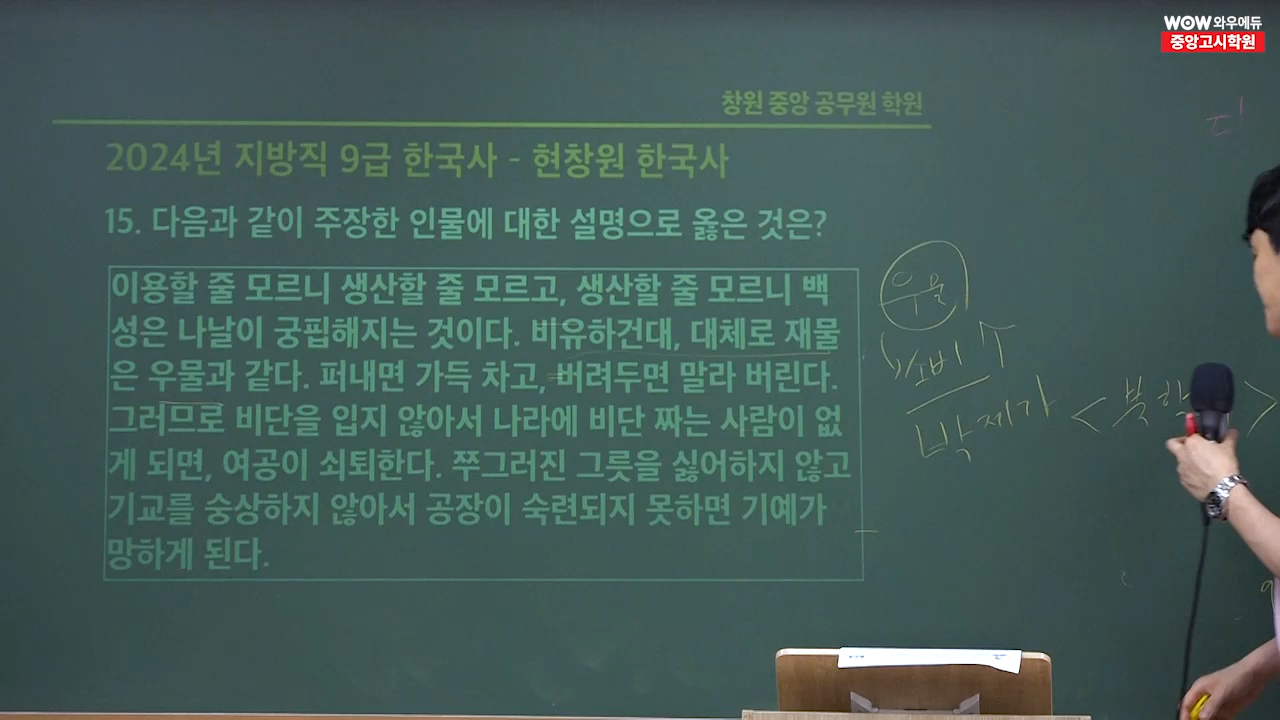 WOW 와우에듀
중앙고시학원
창원 중앙 공무원 학원
2024년 지방직 9급 한국사 - 현창원 한국사
15. 다음과 같이 주장한 인물에 대한 설명으로 옳은 것은?
이용할 줄 모르니 생산할 줄 모르고, 생산할 줄 모르니 백
성은 나날이 궁핍해지는 것이다. 비유하건대, 대체로 재물
은 우물과 같다. 퍼내면 가득 차고, 버려두면 말라 버린다.
그러므로 비단을 입지 않아서 나라에 비단 짜는 사람이 없
게 되면, 여공이 쇠퇴한다. 쭈그러진 그릇을 싫어하지 않고
기교를 숭상하지 않아서 공장이 숙련되지 못하면 기예가
망하게 된다.
우물
소비 ↑
박제가 <북학 >